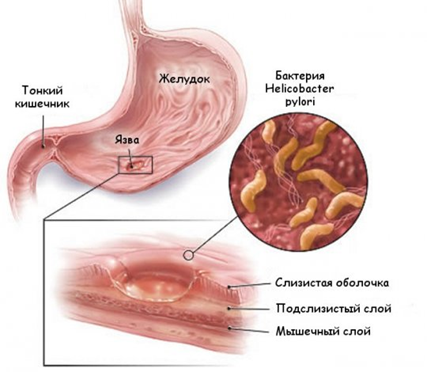 Тонкий
кишечник
Желудок
Язва
Бактерия
Helicobacter
pylori
Слизистая оболочка
Подслизистый слой
Мышечный слой